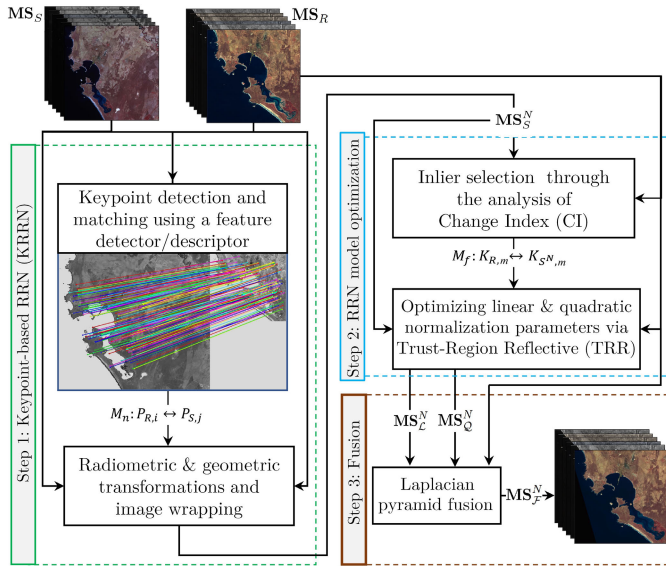 MS_S
MS_R
Step 1: Keypoint-based RRN (KRRN)
Keypoint detection and
matching using a feature
detector/descriptor
M_n: P_{R,i} ↔ P_{S,j}
Radiometric & geometric
transformations and
image wrapping
MS_S^N
Step 2: RRN model optimization
Inlier selection through
the analysis of
Change Index (CI)
M_f: K_{R,m} ↔ K_{S^N,m}
Optimizing linear & quadratic
normalization parameters via
Trust-Region Reflective (TRR)
MS_ℒ^N
MS_𝒬^N
Step 3: Fusion
Laplacian
pyramid fusion
MS_ℱ^N